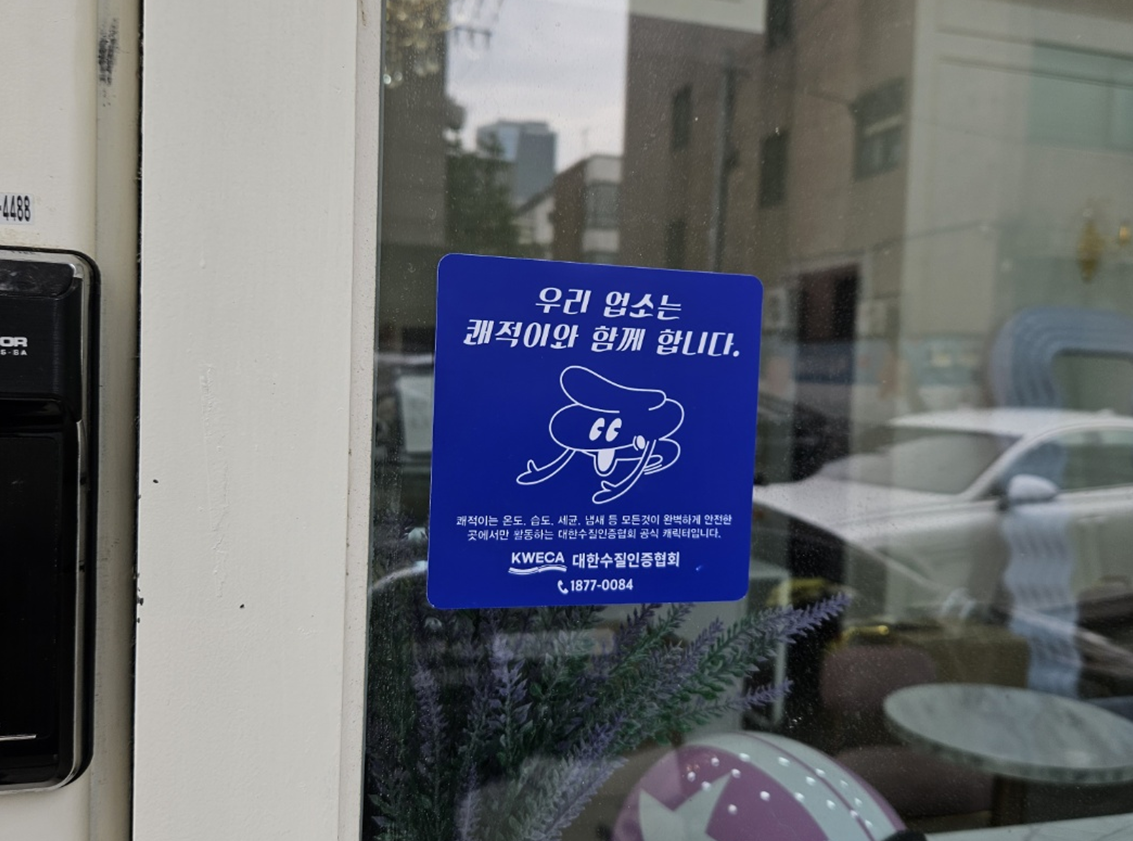 -4488
OR
S-SA
우리 업소는
쾌적이와 함께 합니다.
쾌적이는 온도, 습도, 세균, 냄새 등 모든것이 완벽하게 안전한
곳에서만 활동하는 대한수질인증협회 공식 캐릭터입니다.
KWECA 대한수질인증협회
1877-0084